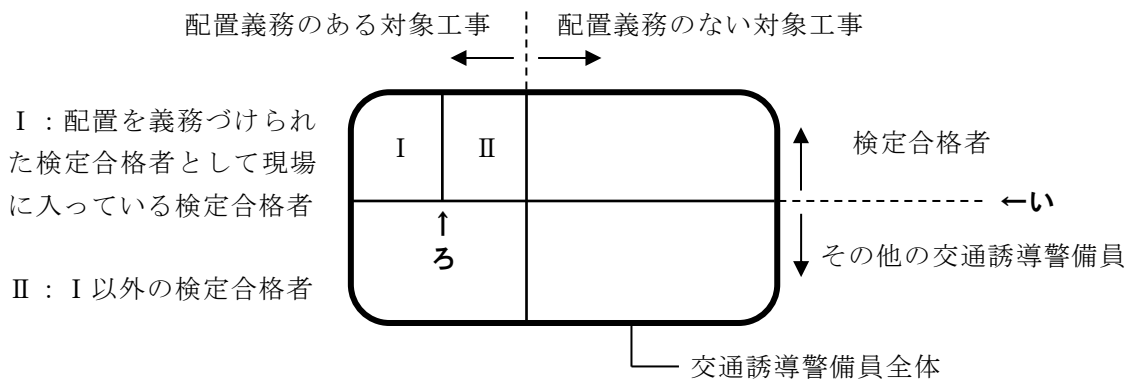 配置義務のある対象工事
配置義務のない対象工事
Ⅰ:配置を義務づけられ
た検定合格者として現場
に入っている検定合格者
Ⅰ
Ⅱ
検定合格者
←い
↑
ろ
その他の交通誘導警備員
Ⅱ:Ⅰ以外の検定合格者
交通誘導警備員全体